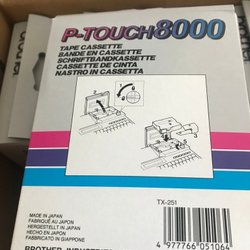 P-TOUCH8000
TAPE CASSETTE
BANDE EN CASSETTE
SCHRIFTBANDKASSETTE
CASSETTE DE CINTA
NASTRO IN CASSETTA
TX-251
MADE IN JAPAN
FABRIQUÉ AU JAPON
HERGESTELLT IN JAPAN
HECHO EN JAPON
FABBRICATO IN GIAPPONE
4 977766 051064
BROTHER